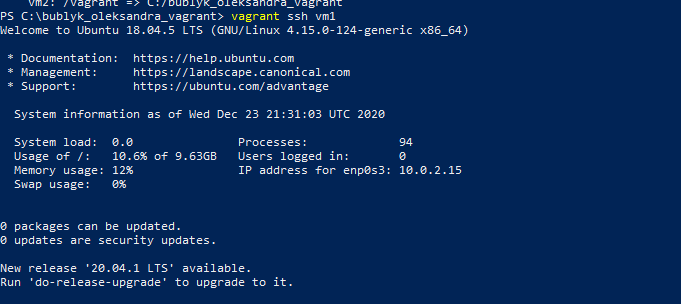 vm2: /vagrant => C:/bublyk_oleksandra_vagrant
PS C:\bublyk_oleksandra_vagrant> vagrant ssh vm1
Welcome to Ubuntu 18.04.5 LTS (GNU/Linux 4.15.0-124-generic x86_64)
* Documentation:  https://help.ubuntu.com
* Management:     https://landscape.canonical.com
* Support:        https://ubuntu.com/advantage
System information as of Wed Dec 23 21:31:03 UTC 2020
System load:  0.0               Processes:             94
Usage of /:   10.6% of 9.63GB   Users logged in:       0
Memory usage: 12%               IP address for enp0s3: 10.0.2.15
Swap usage:   0%
0 packages can be updated.
0 updates are security updates.
New release '20.04.1 LTS' available.
Run 'do-release-upgrade' to upgrade to it.